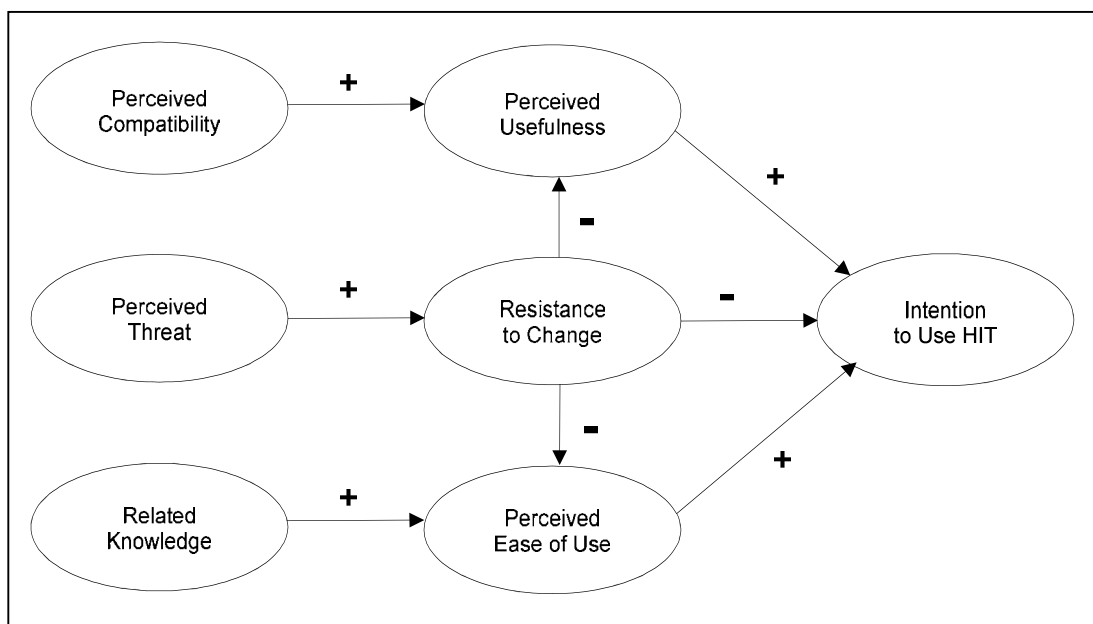 Perceived
Compatibility
+
Perceived
Usefulness
+
-
Perceived
Threat
+
Resistance
to Change
-
Intention
to Use HIT
-
+
Related
Knowledge
+
Perceived
Ease of Use